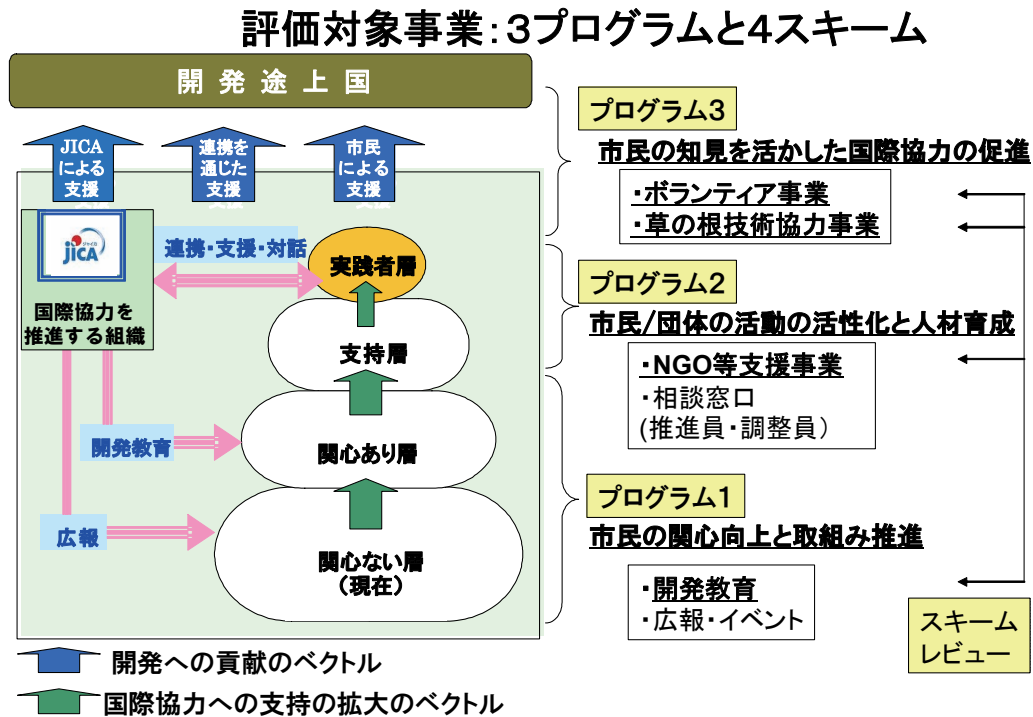 評価対象事業：３プログラムと４スキーム
開発途上国
JICA
による
支援
連携を
通じた
支援
市民
による
支援
ジャイカ
jICA
国際協力を
推進する組織
連携・支援・対話
実践者層
支持層
開発教育
関心あり層
広報
関心ない層
（現在）
プログラム３
市民の知見を活かした国際協力の促進
・ボランティア事業
・草の根技術協力事業
プログラム２
市民/団体の活動の活性化と人材育成
・NGO等支援事業
・相談窓口
(推進員・調整員）
プログラム１
市民の関心向上と取組み推進
・開発教育
・広報・イベント
スキーム
レビュー
開発への貢献のベクトル
国際協力への支持の拡大のベクトル